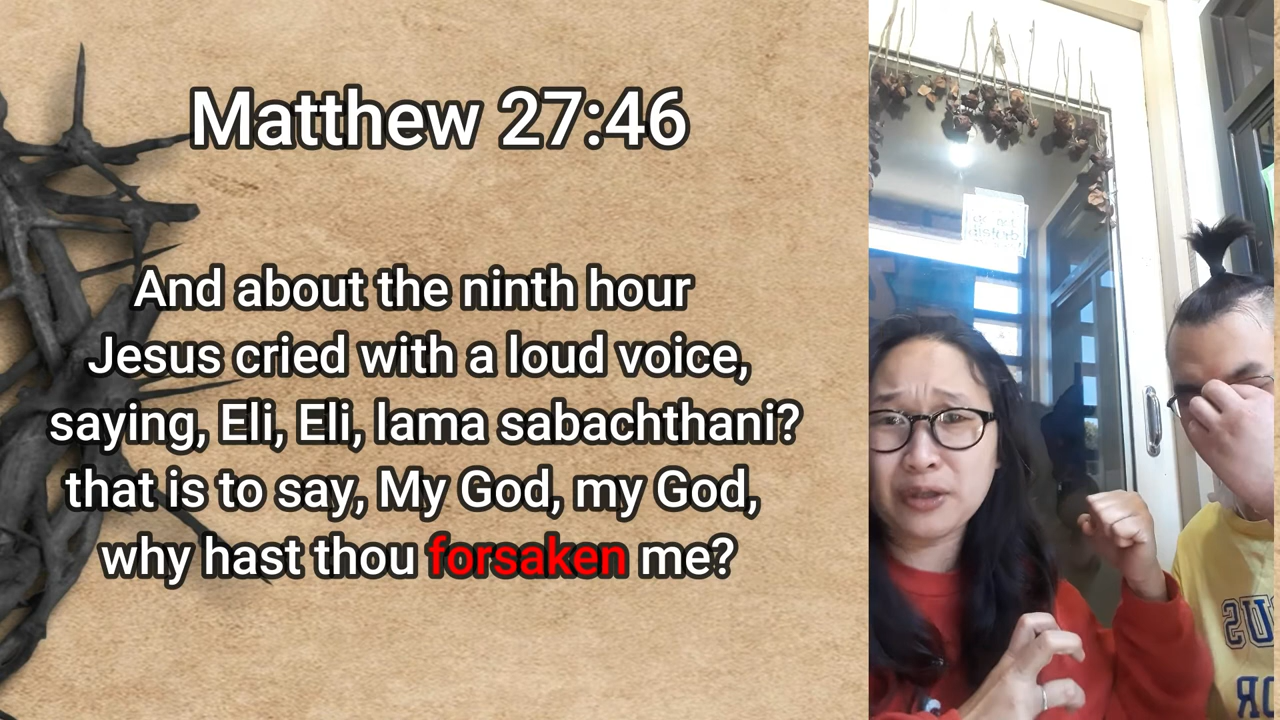 Matthew 27:46
And about the ninth hour
Jesus cried with a loud voice,
saying, Eli, Eli, lama sabachthani?
that is to say, My God, my God,
why hast thou forsaken me?